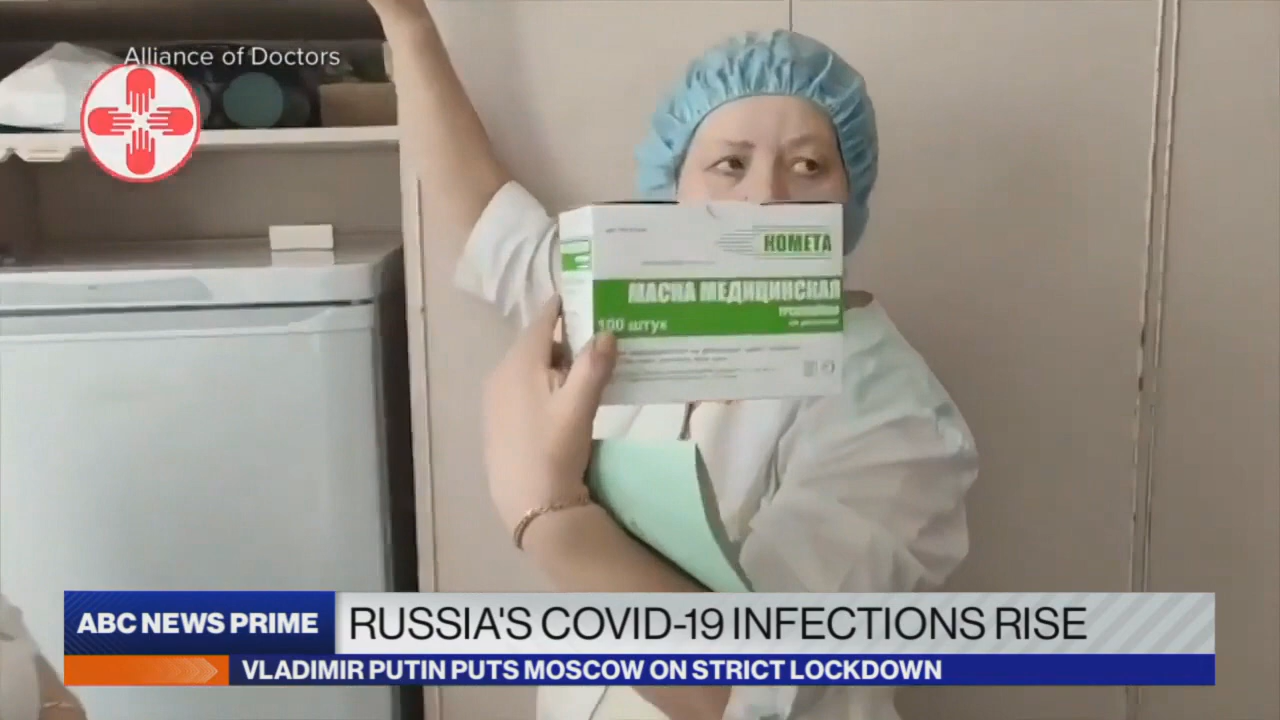 Alliance of Doctors
КОМЕТА
МАСКА МЕДИЦИНСКАЯ
100 штук
ABC NEWS PRIME
RUSSIA'S COVID-19 INFECTIONS RISE
VLADIMIR PUTIN PUTS MOSCOW ON STRICT LOCKDOWN